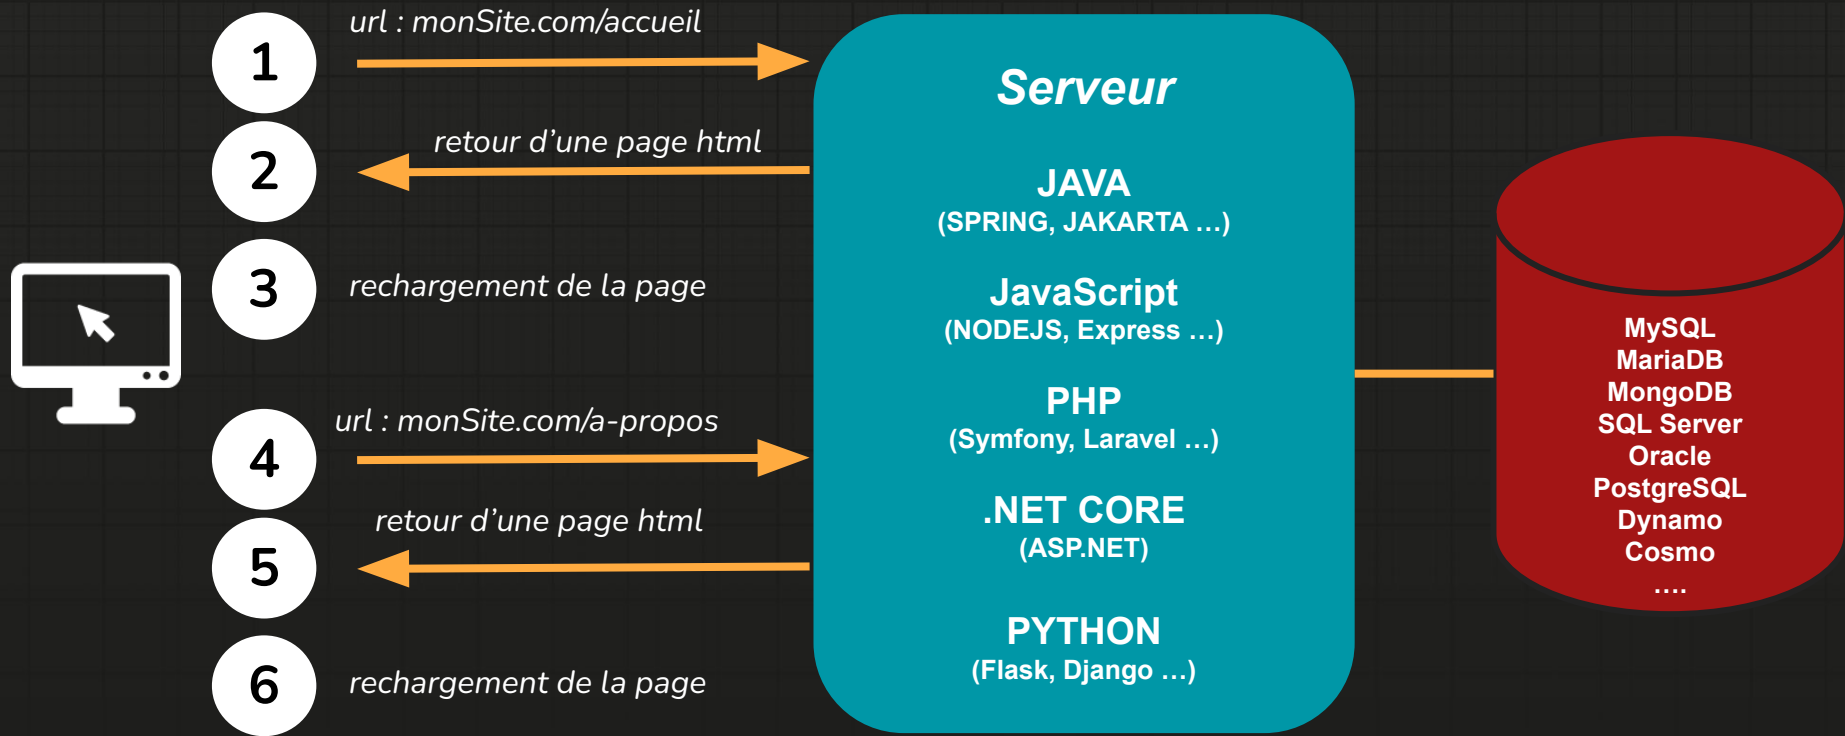 1
url : monSite.com/accueil
2
retour d’une page html
3
rechargement de la page
4
url : monSite.com/a-propos
5
retour d’une page html
6
rechargement de la page
Serveur
JAVA
(SPRING, JAKARTA …)
JavaScript
(NODEJS, Express …)
PHP
(Symfony, Laravel …)
.NET CORE
(ASP.NET)
PYTHON
(Flask, Django …)
MySQL
MariaDB
MongoDB
SQL Server
Oracle
PostgreSQL
Dynamo
Cosmo
….